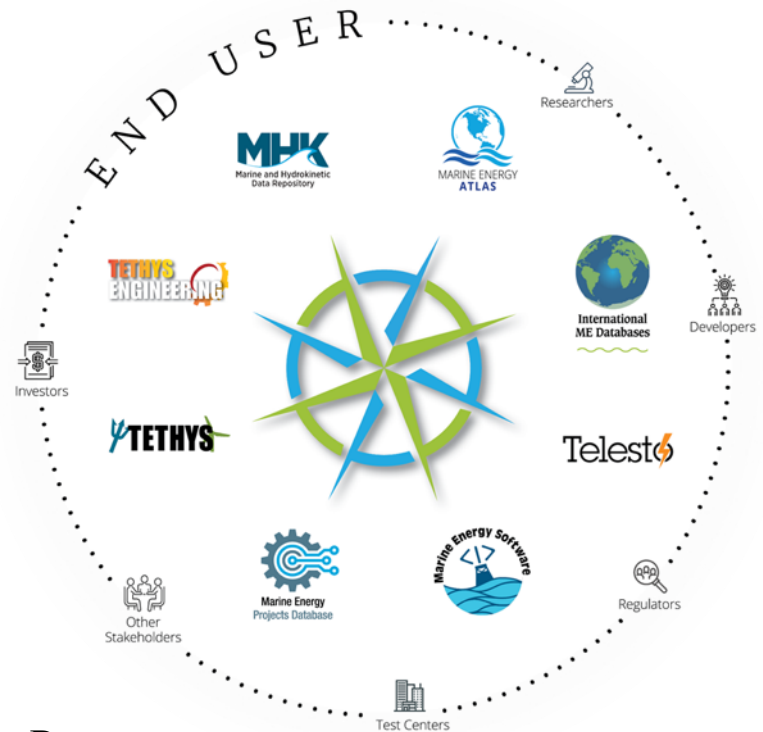 END USER
Researchers
MHK
Marine and Hydrokinetic
Data Repository
MARINE ENERGY
ATLAS
TETHYS
ENGINEERING
International
ME Databases
Developers
Investors
TETHYS
Telesto
Marine Energy Software
</>
Marine Energy
Projects Database
Regulators
Other
Stakeholders
Test Centers